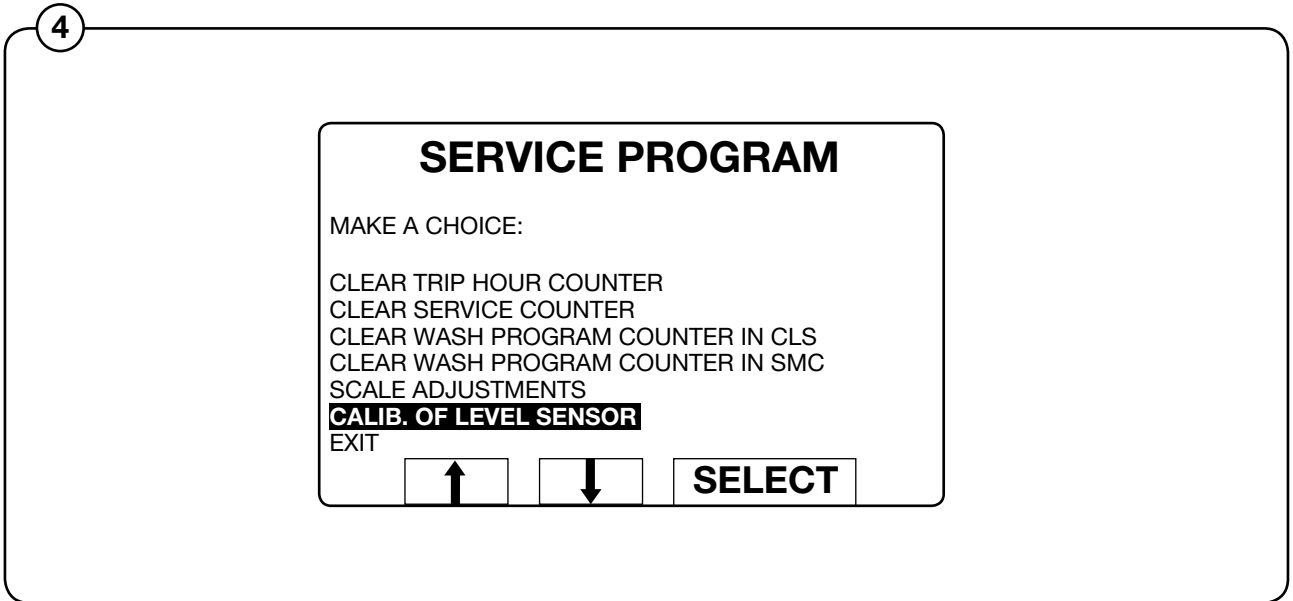 4
SERVICE PROGRAM
MAKE A CHOICE:
CLEAR TRIP HOUR COUNTER
CLEAR SERVICE COUNTER
CLEAR WASH PROGRAM COUNTER IN CLS
CLEAR WASH PROGRAM COUNTER IN SMC
SCALE ADJUSTMENTS
CALIB. OF LEVEL SENSOR
EXIT
SELECT